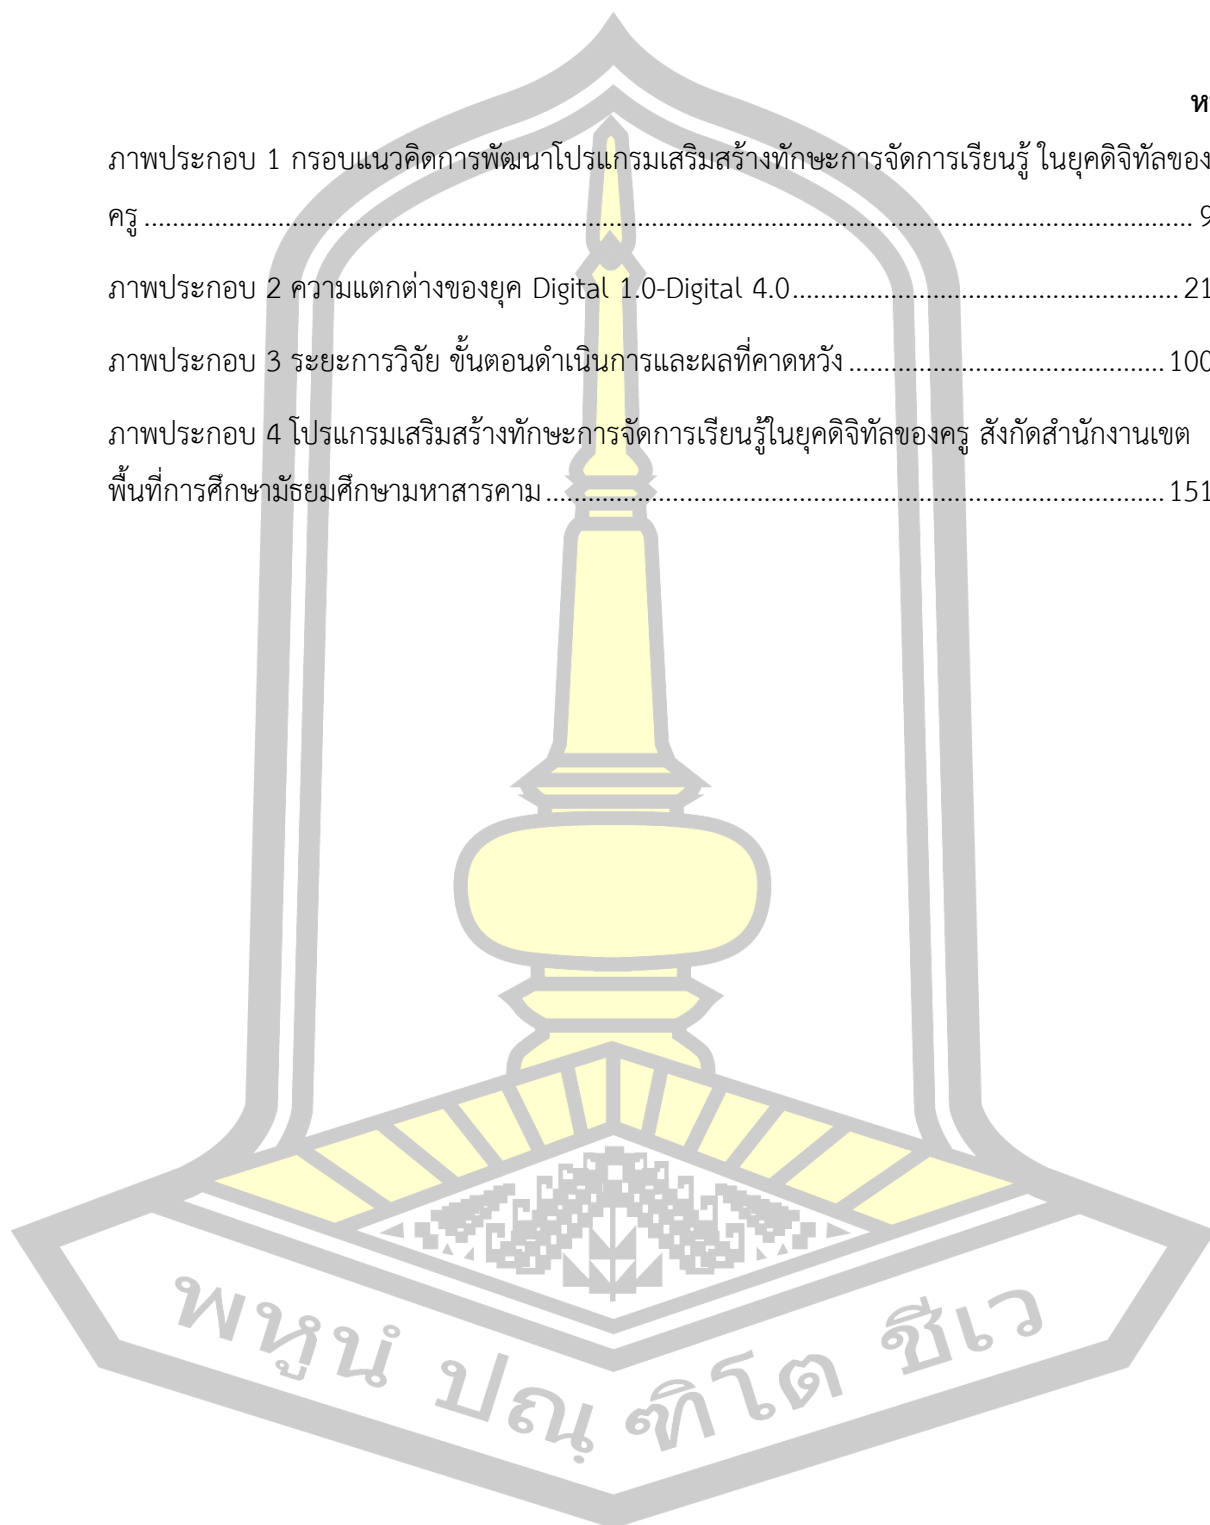 ภาพประกอบ 1 กรอบแนวคิดการพัฒนาโปรแกรมเสริมสร้างทักษะการจัดการเรียนรู้ ในยุคดิจิทัลของ
ครู ........................................................................................................................ 9
ภาพประกอบ 2 ความแตกต่างของยุค Digital 1.0-Digital 4.0............................................ 21
ภาพประกอบ 3 ระยะการวิจัย ขั้นตอนดำเนินการและผลที่คาดหวัง .................................... 100
ภาพประกอบ 4 โปรแกรมเสริมสร้างทักษะการจัดการเรียนรู้ในยุคดิจิทัลของครู สังกัดสำนักงานเขต
พื้นที่การศึกษามัธยมศึกษามหาสารคาม ....................................................................... 151
พหูนํ ปณฺฑิโต ชีเว